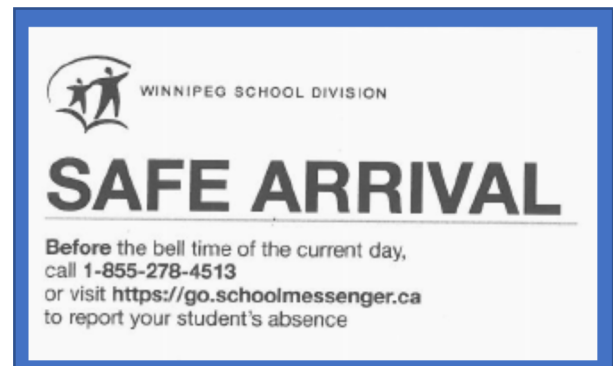 WINNIPEG SCHOOL DIVISION
SAFE ARRIVAL
Before the bell time of the current day,
call 1-855-278-4513
or visit https://go.schoolmessenger.ca
to report your student's absence